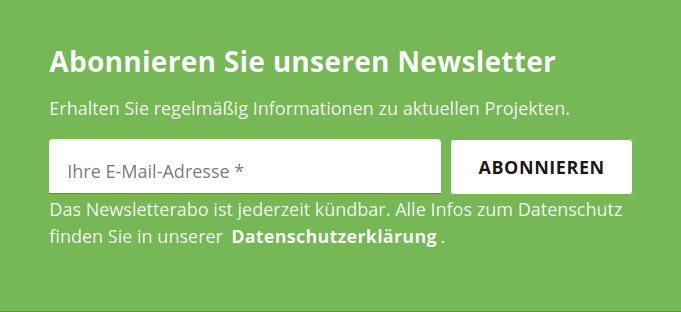 Abonnieren Sie unseren Newsletter
Erhalten Sie regelmäßig Informationen zu aktuellen Projekten.
Ihre E-Mail-Adresse *
ABONNIEREN
Das Newsletterabo ist jederzeit kündbar. Alle Infos zum Datenschutz
finden Sie in unserer Datenschutzerklärung .